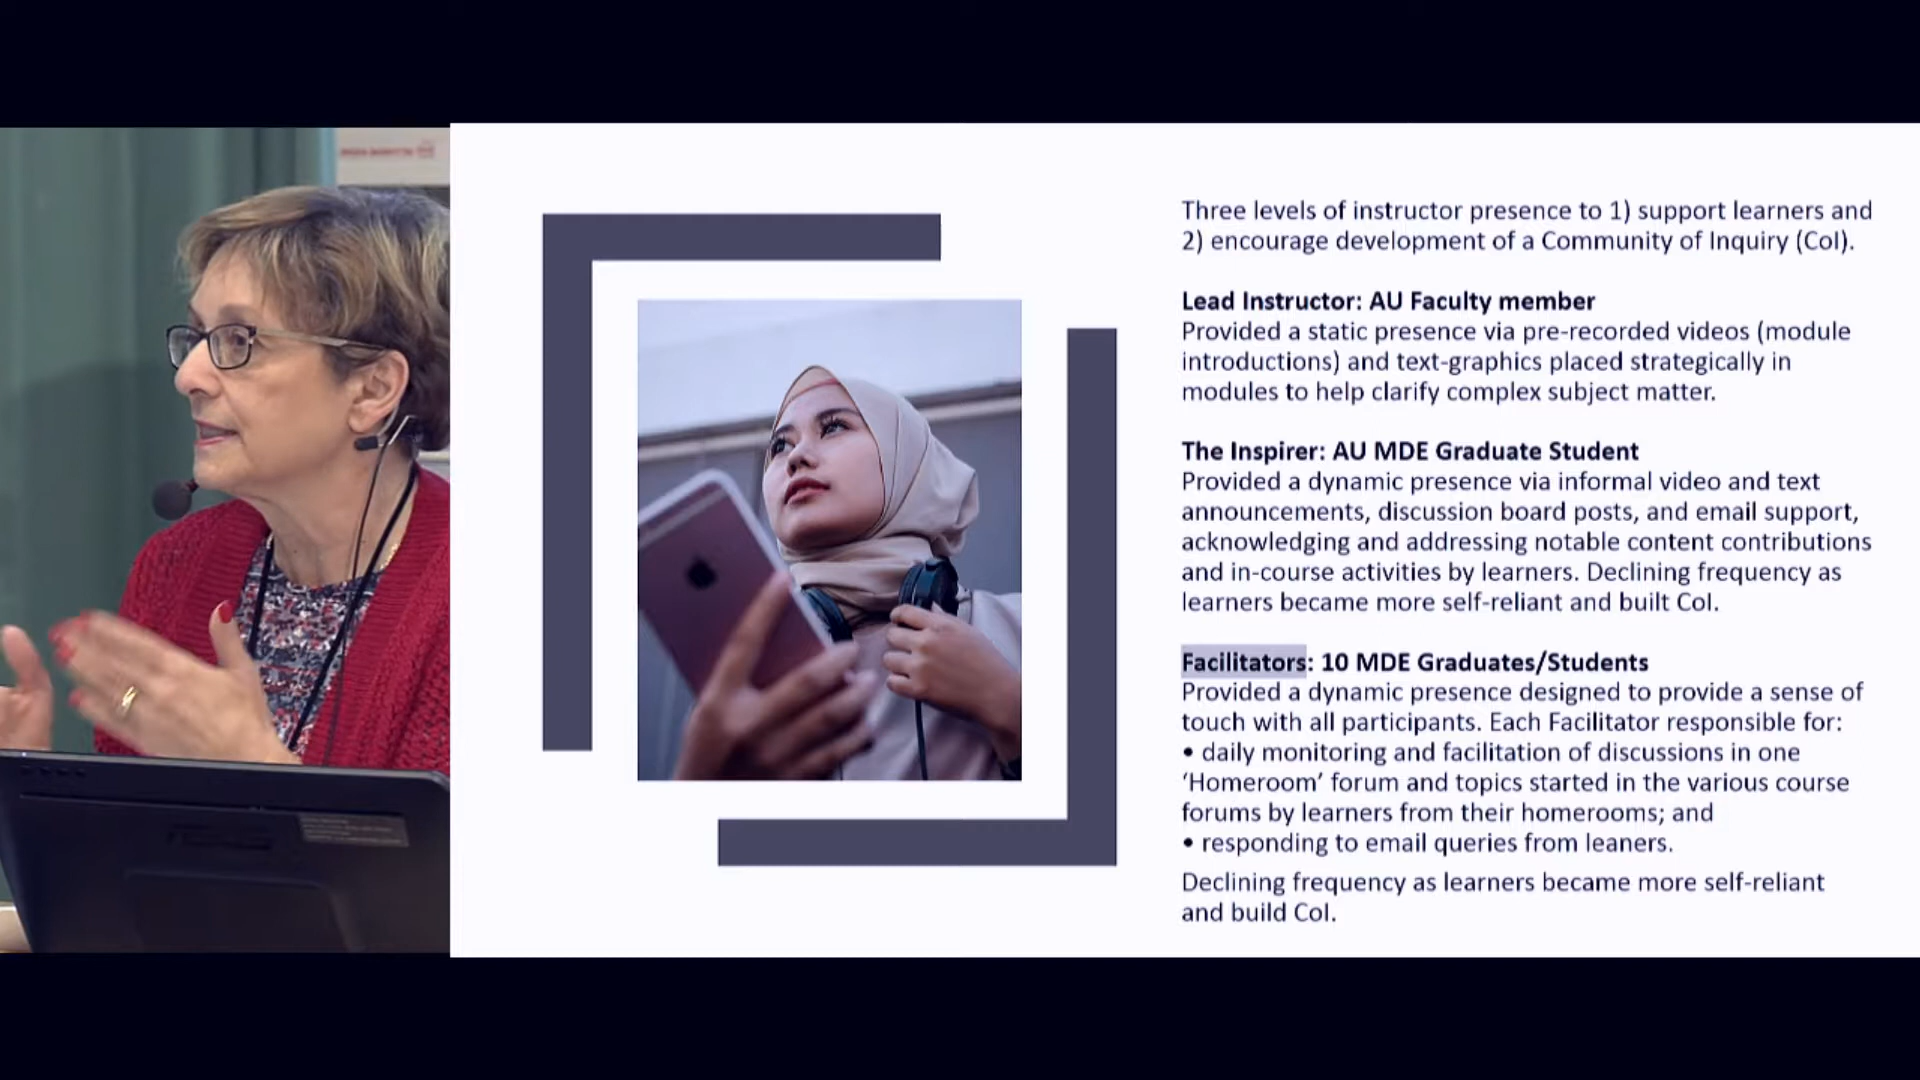 Three levels of instructor presence to 1) support learners and
2) encourage development of a Community of Inquiry (CoI).
Lead Instructor: AU Faculty member
Provided a static presence via pre-recorded videos (module
introductions) and text-graphics placed strategically in
modules to help clarify complex subject matter.
The Inspirer: AU MDE Graduate Student
Provided a dynamic presence via informal video and text
announcements, discussion board posts, and email support,
acknowledging and addressing notable content contributions
and in-course activities by learners. Declining frequency as
learners became more self-reliant and built CoI.
Facilitators: 10 MDE Graduates/Students
Provided a dynamic presence designed to provide a sense of
touch with all participants. Each Facilitator responsible for:
• daily monitoring and facilitation of discussions in one
‘Homeroom’ forum and topics started in the various course
forums by learners from their homerooms; and
• responding to email queries from leaners.
Declining frequency as learners became more self-reliant
and build CoI.